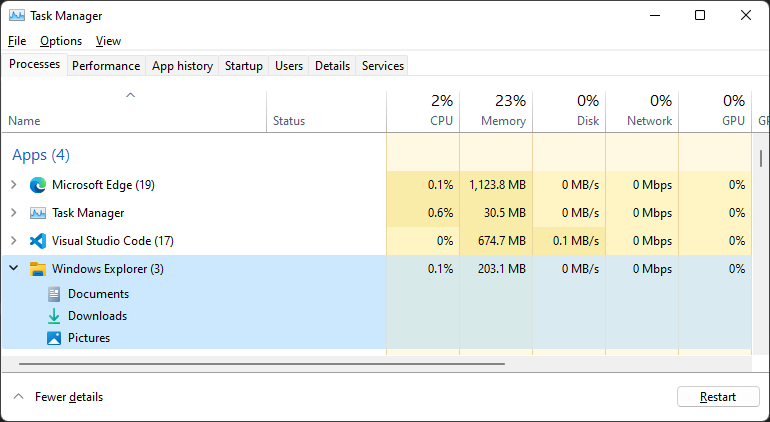 Task Manager
File Options View
Processes Performance App history Startup Users Details Services
2% 23% 0% 0% 0%
Name Status CPU Memory Disk Network GPU GP
Apps (4)
Microsoft Edge (19) 0.1% 1,123.8 MB 0 MB/s 0 Mbps 0%
Task Manager 0.6% 30.5 MB 0 MB/s 0 Mbps 0%
Visual Studio Code (17) 0% 674.7 MB 0.1 MB/s 0 Mbps 0%
Windows Explorer (3) 0.1% 203.1 MB 0 MB/s 0 Mbps 0%
Documents
Downloads
Pictures
Fewer details Restart